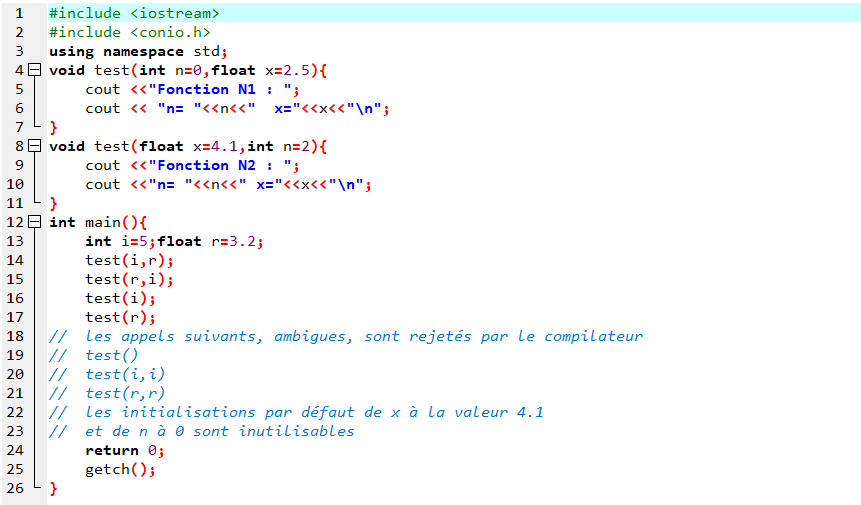 1 #include <iostream>
2 #include <conio.h>
3 using namespace std;
4 void test(int n=0,float x=2.5){
5 cout <<"Fonction N1 : ";
6 cout << "n= "<<n<<"  x="<<x<<"\n";
7 }
8 void test(float x=4.1,int n=2){
9 cout <<"Fonction N2 : ";
10 cout <<"n= "<<n<<" x="<<x<<"\n";
11 }
12 int main(){
13 int i=5;float r=3.2;
14 test(i,r);
15 test(r,i);
16 test(i);
17 test(r);
18 //  les appels suivants, ambigues, sont rejetés par le compilateur
19 //  test()
20 //  test(i,i)
21 //  test(r,r)
22 //  les initialisations par défaut de x à la valeur 4.1
23 //  et de n à 0 sont inutilisables
24 return 0;
25 getch();
26 }